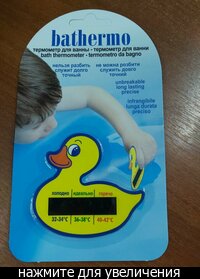 bathermo
термометр для ванны - термометр для ванни
bath thermometer - termometro da bagno
нельзя разбить
служит долго
точный
не можна разбити
служить довго
точний
unbreakable
long lasting
precise
infrangibile
lunga durata
preciso
холодно идеально горячо
32-34°C 36-38°C 40-42°C
нажмите для увеличения